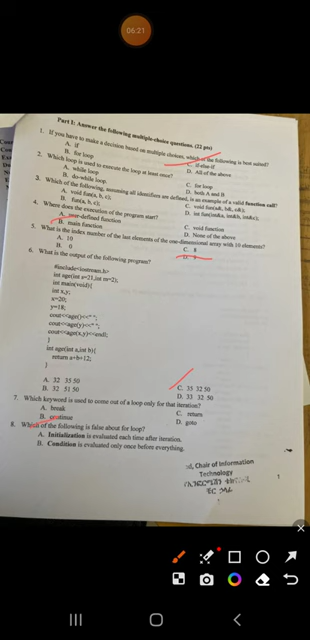 06:21
Part I: Answer the following multiple-choice questions. (22 pts)
1. If you have to make a decision based on multiple choices, which of the following is best suited?
A. if
C. if-else-if
B. for loop
D. All of the above
2. Which loop is used to execute the loop at least once?
A. while loop
C. for loop
B. do-while loop
D. both A and B
3. Which of the following, assuming all identifiers are defined, is an example of a valid function call?
A. void fun(a, b, c);
C. void fun(a&, b&, c&);
B. fun(a, b, c);
D. int fun(int&a, int&b, int&c);
4. Where does the execution of the program start?
A. user-defined function
C. void function
B. main function
D. None of the above
5. What is the index number of the last elements of the one-dimensional array with 10 elements?
A. 10
C. 8
B. 0
D. 9
6. What is the output of the following program?
#include<iostream.h>
int age(int a=21,int m=2);
int main(void){
int x,y;
x=20;
y=18;
cout<<age()<<" ";
cout<<age(y)<<" ";
cout<<age(x,y)<<endl;
}
int age(int a,int b){
return a+b+12;
}
A. 32 35 50
C. 35 32 50
B. 32 51 50
D. 33 32 50
7. Which keyword is used to come out of a loop only for that iteration?
A. break
C. return
B. continue
D. goto
8. Which of the following is false about for loop?
A. Initialization is evaluated each time after iteration.
B. Condition is evaluated only once before everything.
Chair of Information
Technology
1